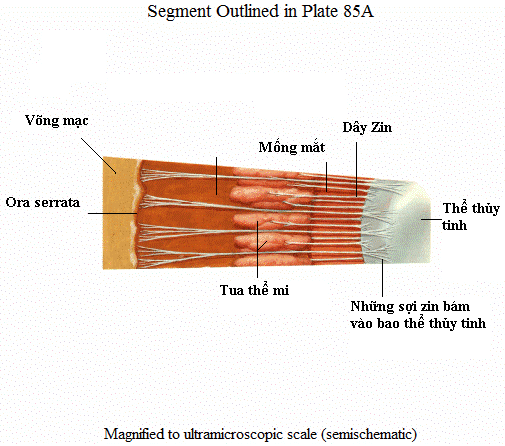 Segment Outlined in Plate 85A
Võng mạc
Dây Zin
Mống mắt
Ora serrata
Thể thủy
tinh
Tua thể mi
Những sợi zin bám
vào bao thể thủy tinh
Magnified to ultramicroscopic scale (semischematic)